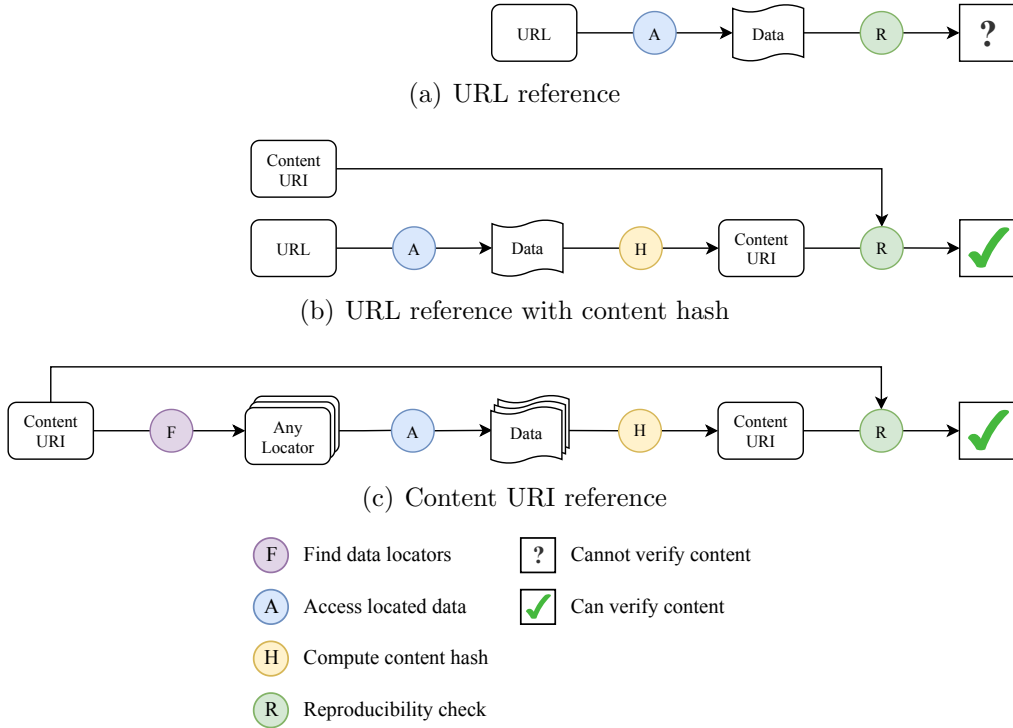 URL A Data R ?
(a) URL reference
Content
URI
URL A Data H Content
URI R
(b) URL reference with content hash
Content
URI F Any
Locator A Data H Content
URI R
(c) Content URI reference
F Find data locators ? Cannot verify content
A Access located data Can verify content
H Compute content hash
R Reproducibility check